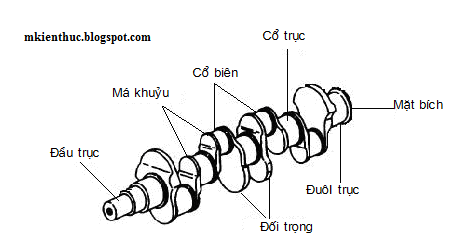 mkienthuc.blogspot.com
Cổ trục
Cổ biên
Má khuỷu
Mặt bích
Đầu trục
Đuôi trục
Đối trọng